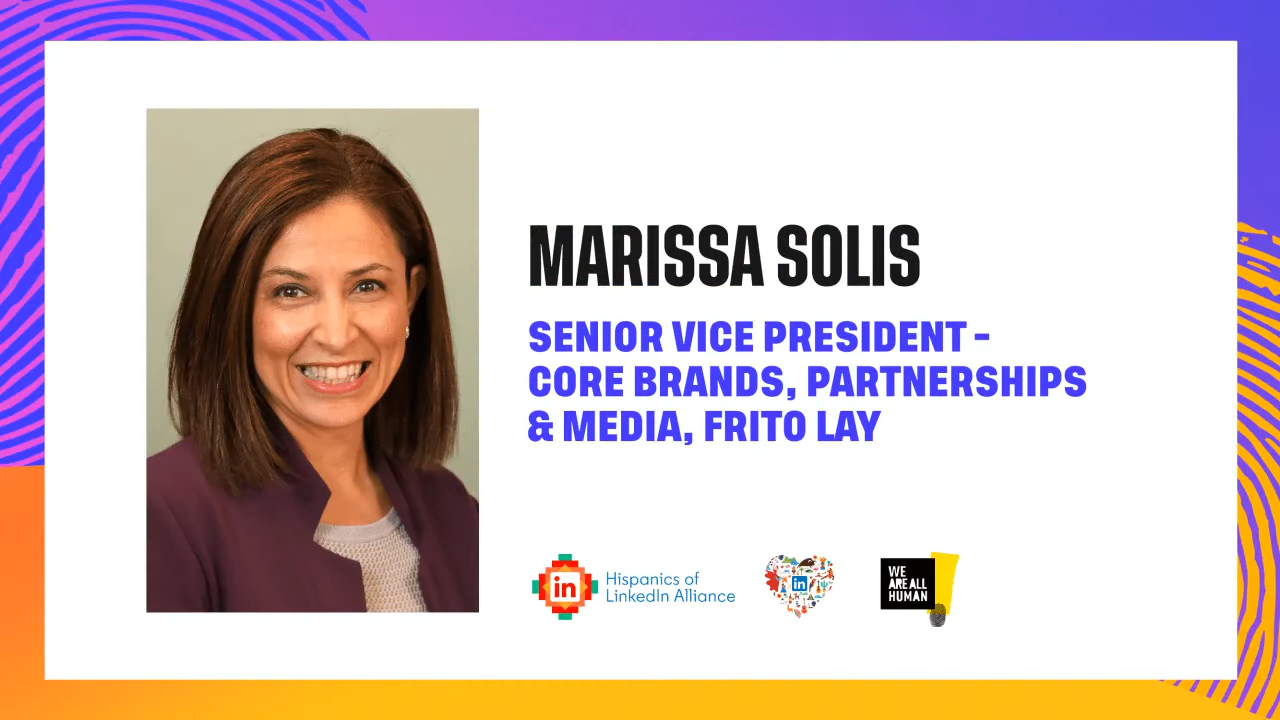 MARISSA SOLIS
SENIOR VICE PRESIDENT -
CORE BRANDS, PARTNERSHIPS
& MEDIA, FRITO LAY
in
Hispanics of
LinkedIn Alliance
in
WE
ARE ALL
HUMAN